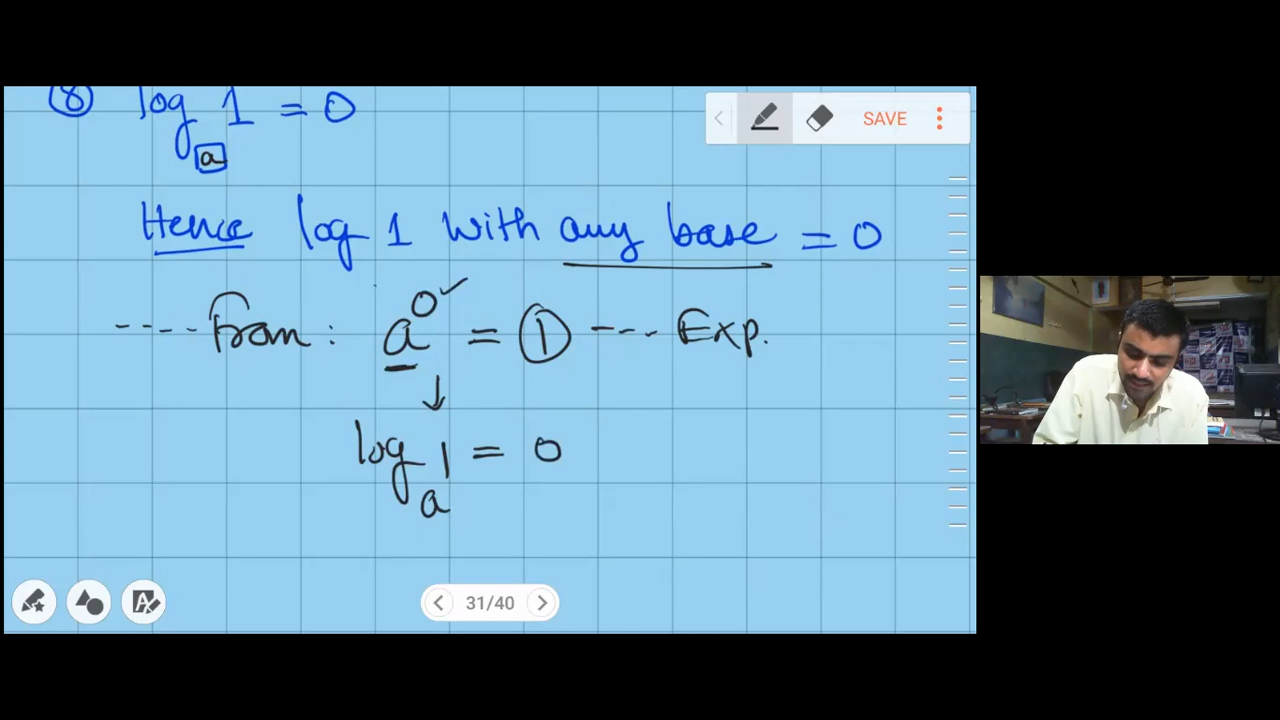 ⑧ log_a 1 = 0
SAVE
Hence log 1 with any base = 0
---- From : a^0 ✓ = ① --- Exp.
↓
log_a 1 = 0
31/40